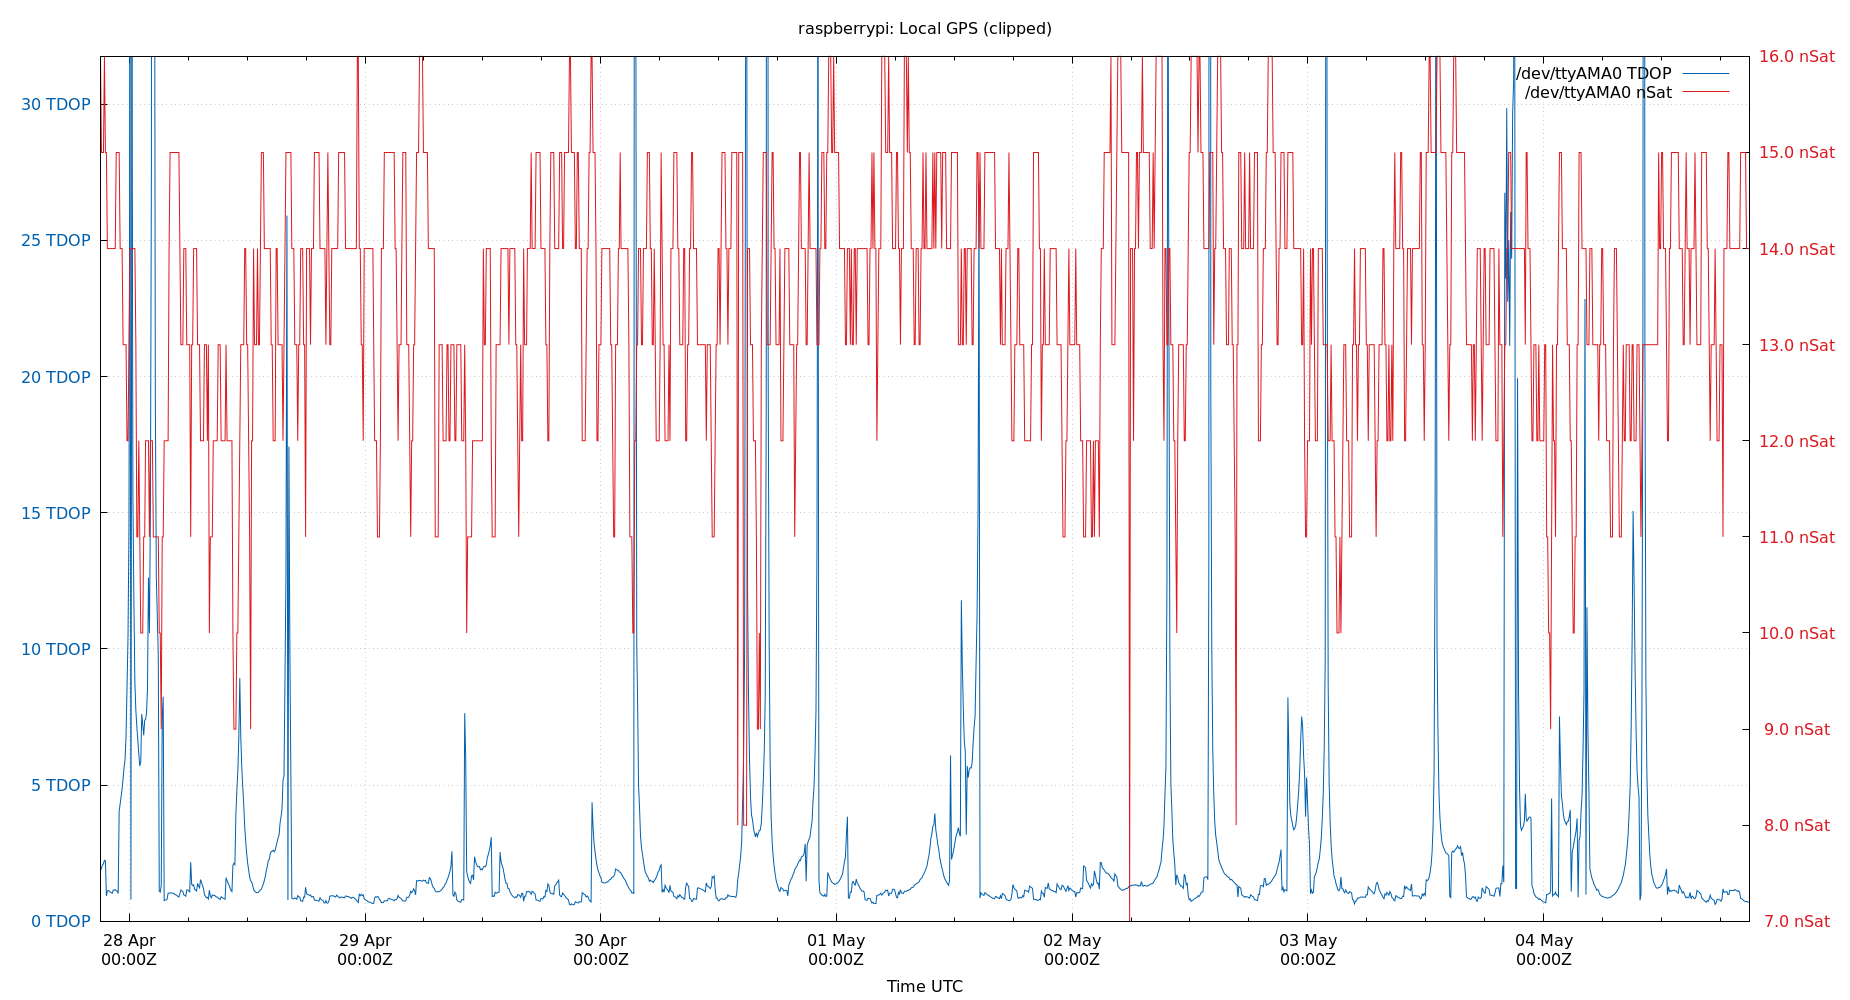 raspberrypi: Local GPS (clipped)
/dev/ttyAMA0 TDOP
/dev/ttyAMA0 nSat
30 TDOP
25 TDOP
20 TDOP
15 TDOP
10 TDOP
5 TDOP
0 TDOP
16.0 nSat
15.0 nSat
14.0 nSat
13.0 nSat
12.0 nSat
11.0 nSat
10.0 nSat
9.0 nSat
8.0 nSat
7.0 nSat
28 Apr
00:00Z
29 Apr
00:00Z
30 Apr
00:00Z
01 May
00:00Z
02 May
00:00Z
03 May
00:00Z
04 May
00:00Z
Time UTC